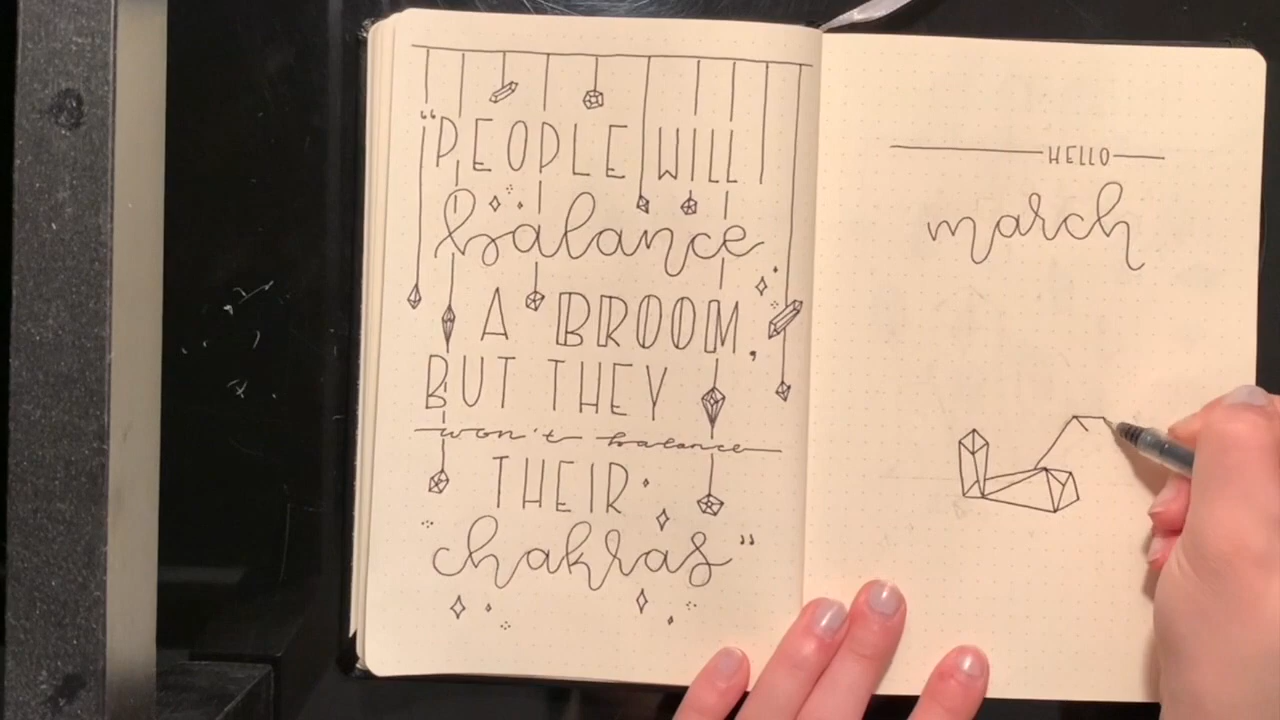 “PEOPLE WILL
balance
A BROOM,
BUT THEY
won't balance
THEIR
chakras”
HELLO
march